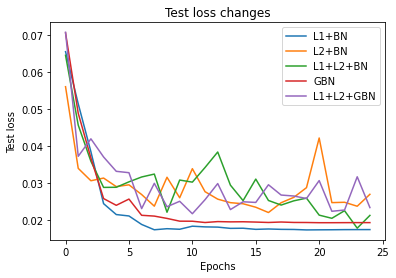 Test loss changes
L1+BN
L2+BN
L1+L2+BN
GBN
L1+L2+GBN
Test loss
0.07
0.06
0.05
0.04
0.03
0.02
0
5
10
15
20
25
Epochs